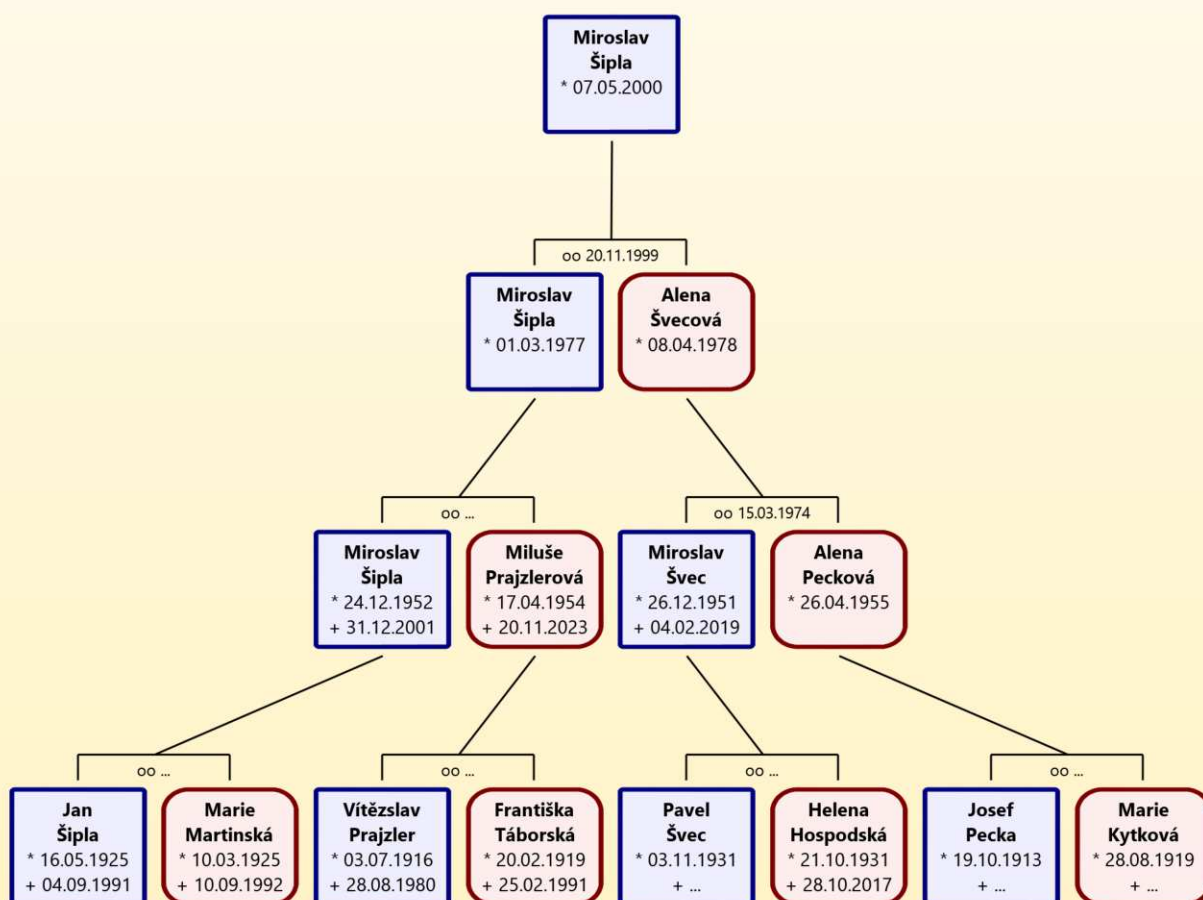 Miroslav
Šipla
* 07.05.2000
oo 20.11.1999
Miroslav
Šipla
* 01.03.1977
Alena
Švecová
* 08.04.1978
oo ...
oo 15.03.1974
Miroslav
Šipla
* 24.12.1952
+ 31.12.2001
Miluše
Prajzlerová
* 17.04.1954
+ 20.11.2023
Miroslav
Švec
* 26.12.1951
+ 04.02.2019
Alena
Pecková
* 26.04.1955
oo ...
oo ...
oo ...
oo ...
Jan
Šipla
* 16.05.1925
+ 04.09.1991
Marie
Martinská
* 10.03.1925
+ 10.09.1992
Vítězslav
Prajzler
* 03.07.1916
+ 28.08.1980
Františka
Táborská
* 20.02.1919
+ 25.02.1991
Pavel
Švec
* 03.11.1931
+ ...
Helena
Hospodská
* 21.10.1931
+ 28.10.2017
Josef
Pecka
* 19.10.1913
+ ...
Marie
Kytková
* 28.08.1919
+ ...